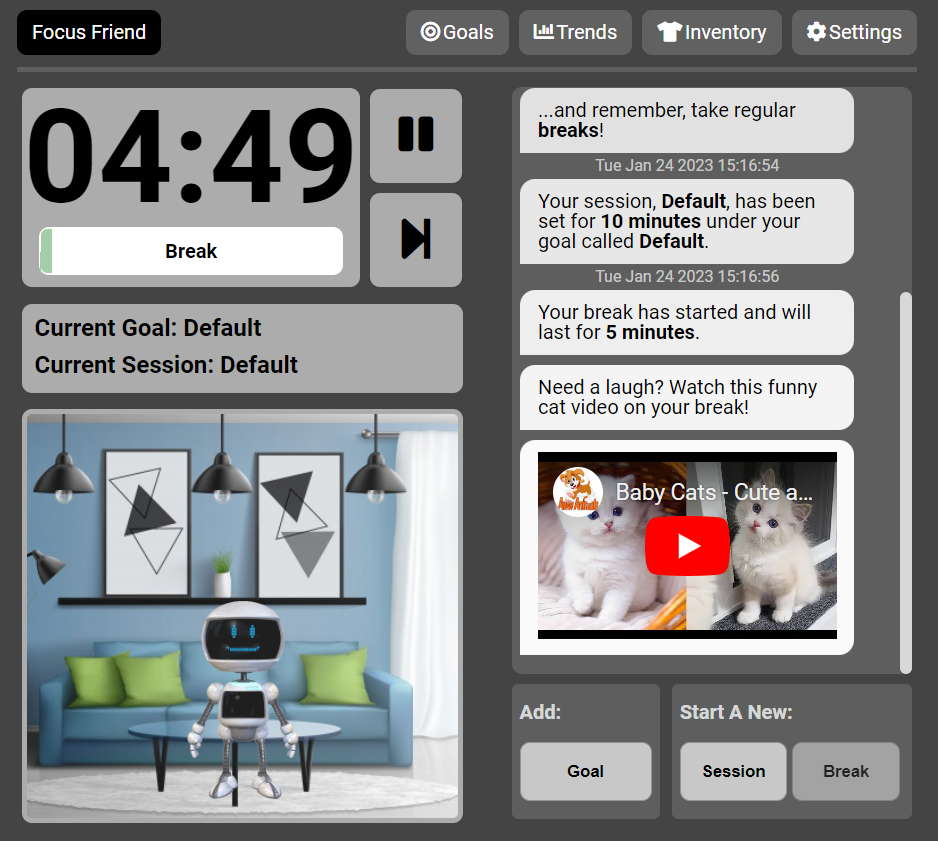 Focus Friend
Goals
Trends
Inventory
Settings
04:49
Break
Current Goal: Default
Current Session: Default
...and remember, take regular
breaks!
Tue Jan 24 2023 15:16:54
Your session, Default, has been
set for 10 minutes under your
goal called Default.
Tue Jan 24 2023 15:16:56
Your break has started and will
last for 5 minutes.
Need a laugh? Watch this funny
cat video on your break!
Baby Cats - Cute a...
Add:
Goal
Start A New:
Session
Break